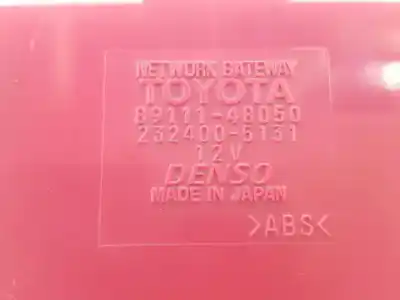 NETWORK GATEWAY
TOYOTA
89111-48050
232400-5131
12V
DENSO
MADE IN JAPAN
>ABS<